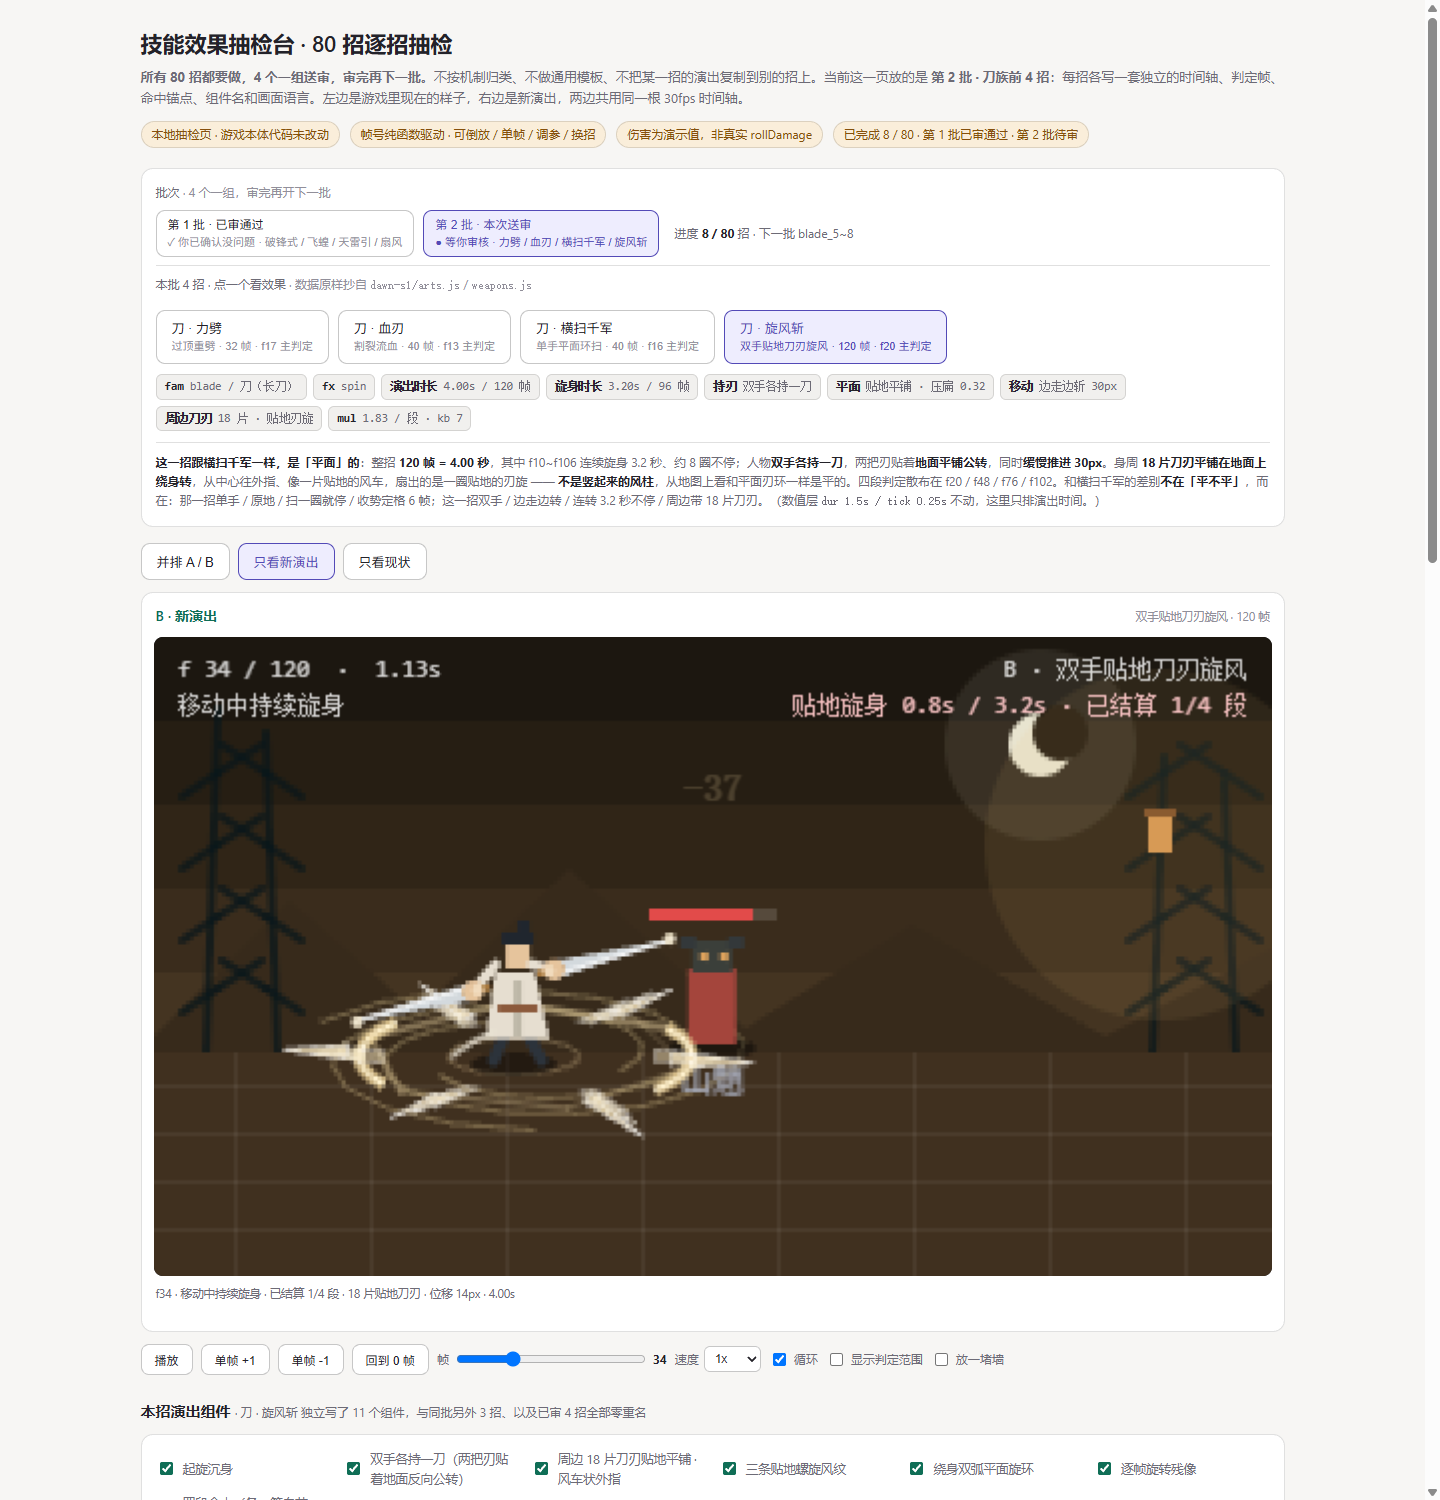 技能效果抽检台 · 80 招逐招抽检
所有 80 招都要做，4 个一组送审，审完再下一批。不按机制归类、不做通用模板、不把某一招的演出复制到别的招上。当前这一页放的是 第 2 批 · 刀族前 4 招：每招各写一套独立的时间轴、判定帧、
命中锚点、组件名和画面语言。左边是游戏里现在的样子，右边是新演出，两边共用同一根 30fps 时间轴。
本地抽检页 · 游戏本体代码未改动
帧号纯函数驱动 · 可倒放 / 单帧 / 调参 / 换招
伤害为演示值，非真实 rollDamage
已完成 8 / 80 · 第 1 批已审通过 · 第 2 批待审
批次 · 4 个一组，审完再开下一批
第 1 批 · 已审通过
✓ 你已确认没问题 · 破锋式 / 飞蝗 / 天雷引 / 扇风
第 2 批 · 本次送审
● 等你审核 · 力劈 / 血刃 / 横扫千军 / 旋风斩
进度 8 / 80 招 · 下一批 blade_5~8
本批 4 招 · 点一个看效果 · 数据原样抄自 dawn-sl/arts.js / weapons.js
刀 · 力劈
过顶重劈 · 32 帧 · f17 主判定
刀 · 血刃
割裂流血 · 40 帧 · f13 主判定
刀 · 横扫千军
单手平面环扫 · 40 帧 · f16 主判定
刀 · 旋风斩
双手贴地刀刃旋风 · 120 帧 · f20 主判定
fam blade / 刀（长刀）
fx spin
演出时长 4.00s / 120 帧
旋身时长 3.20s / 96 帧
持刃 双手各持一刀
平面 贴地平铺 · 压扁 0.32
移动 边走边斩 30px
周边刀刃 18 片 · 贴地刃旋
mul 1.83 / 段 · kb 7
这一招跟横扫千军一样，是「平面」的：整招 120 帧 = 4.00 秒，其中 f10~f106 连续旋身 3.2 秒、约 8 圈不停；人物双手各持一刀，两把刃贴着地面平铺公转，同时缓慢推进 30px。身周 18 片刀刃平铺在地面上
绕身转，从中心往外指、像一片贴地的风车，扇出的是一圈贴地的刃旋 —— 不是竖起来的风柱，从地图上看和平面刃环一样是平的。四段判定散布在 f20 / f48 / f76 / f102。和横扫千军的差别不在「平不平」，而
在：那一招单手 / 原地 / 扫一圈就停 / 收势定格 6 帧；这一招双手 / 边走边转 / 连转 3.2 秒不停 / 周边带 18 片刀刃。（数值层 dur 1.5s / tick 0.25s 不动，这里只排演出时间。）
并排 A / B
只看新演出
只看现状
B · 新演出
双手贴地刀刃旋风 · 120 帧
f 34 / 120 · 1.13s
B · 双手贴地刀刃旋风
移动中持续旋身
贴地旋身 0.8s / 3.2s · 已结算 1/4 段
−37
f34 · 移动中持续旋身 · 已结算 1/4 段 · 18 片贴地刀刃 · 位移 14px · 4.00s
播放
单帧 +1
单帧 -1
回到 0 帧
帧
34
速度
1x
循环
显示判定范围
放一堵墙
本招演出组件 · 刀 · 旋风斩 独立写了 11 个组件，与同批另外 3 招、以及已审 4 招全部零重名
起旋沉身
双手各持一刀（两把刃贴
着地面反向公转）
周边 18 片刀刃贴地平铺 ·
风车状外指
三条贴地螺旋风纹
绕身双弧平面旋环
逐帧旋转残像